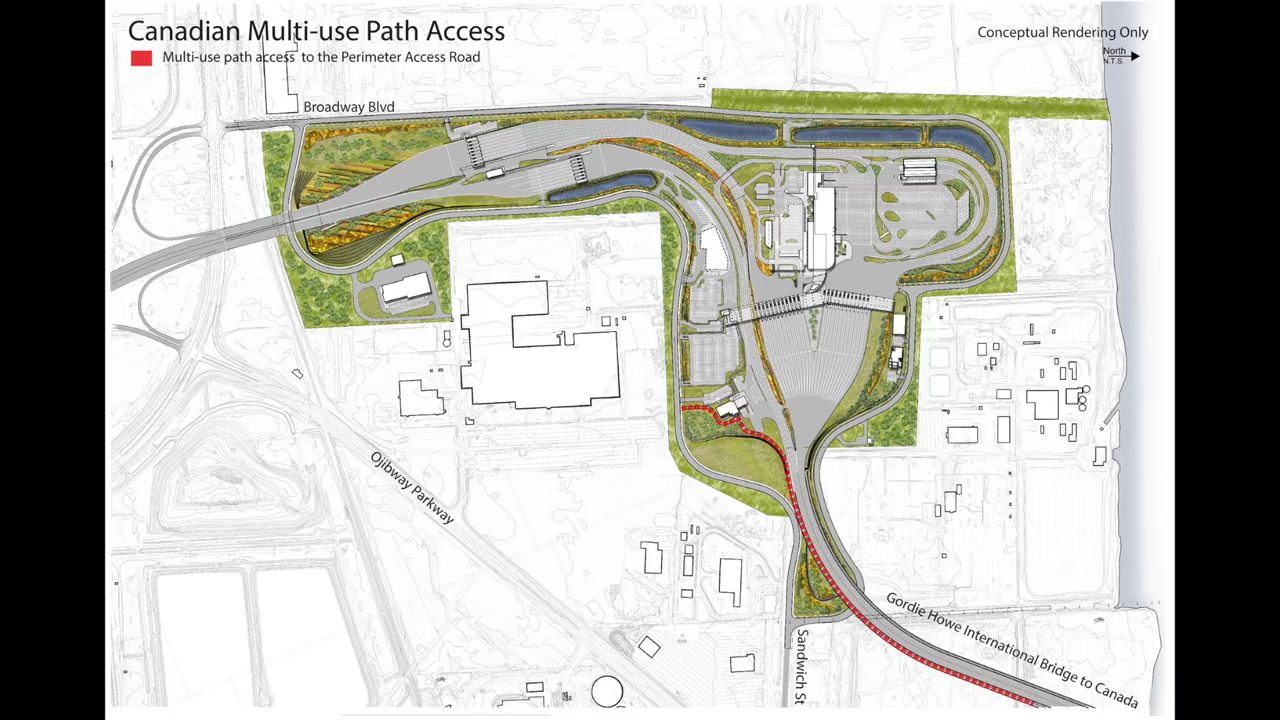 Canadian Multi-use Path Access
Multi-use path access to the Perimeter Access Road
Conceptual Rendering Only
North
N.T.S.
Broadway Blvd
Ojibway Parkway
Gordie Howe International Bridge to Canada
Sandwich St